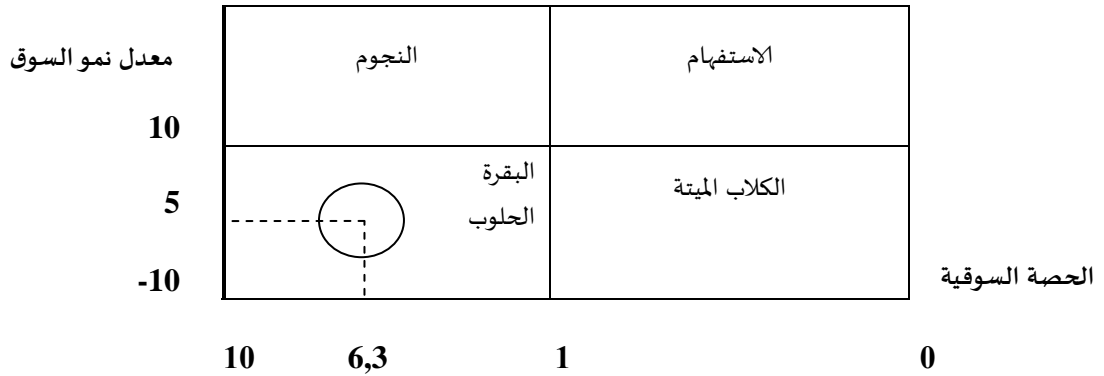 الاستفهام
النجوم
معدل نمو السوق
10
البقرة
الحلوب
الكلاب الميتة
5
-10
الحصة السوقية
10
6,3
1
0